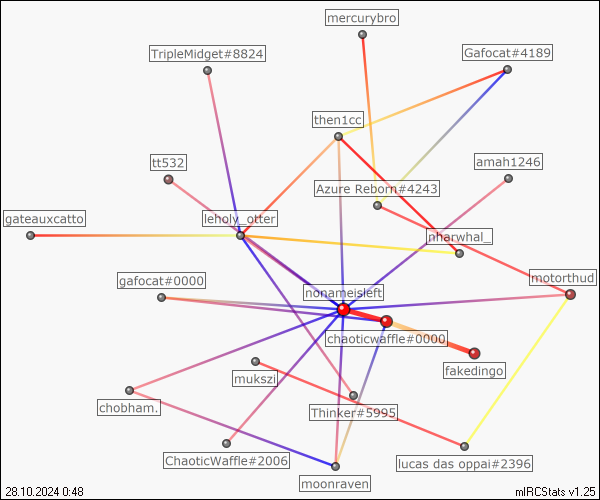 mercurybro
TripleMidget#8824
Gafocat#4189
then1cc
tt532
amah1246
Azure Reborn#4243
gateauxcatto
leholy_otter
nharwhal_
gafocat#0000
nonameisleft
motorthud
chaoticwaffle#0000
fakedingo
mukszi
chobham.
Thinker#5995
ChaoticWaffle#2006
lucas das oppai#2396
moonraven
28.10.2024 0:48
mIRCStats v1.25